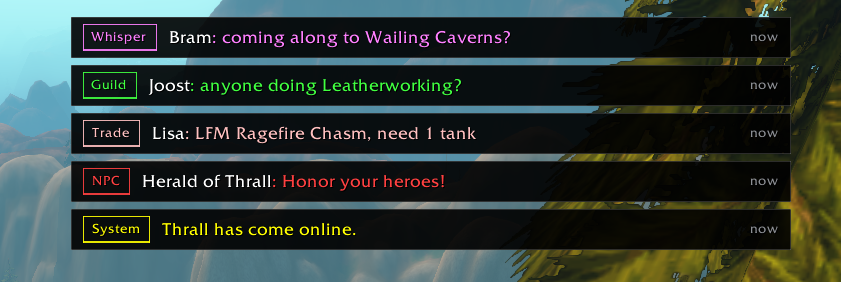 Whisper Bram: coming along to Wailing Caverns? now
Guild Joost: anyone doing Leatherworking? now
Trade Lisa: LFM Ragefire Chasm, need 1 tank now
NPC Herald of Thrall: Honor your heroes! now
System Thrall has come online. now